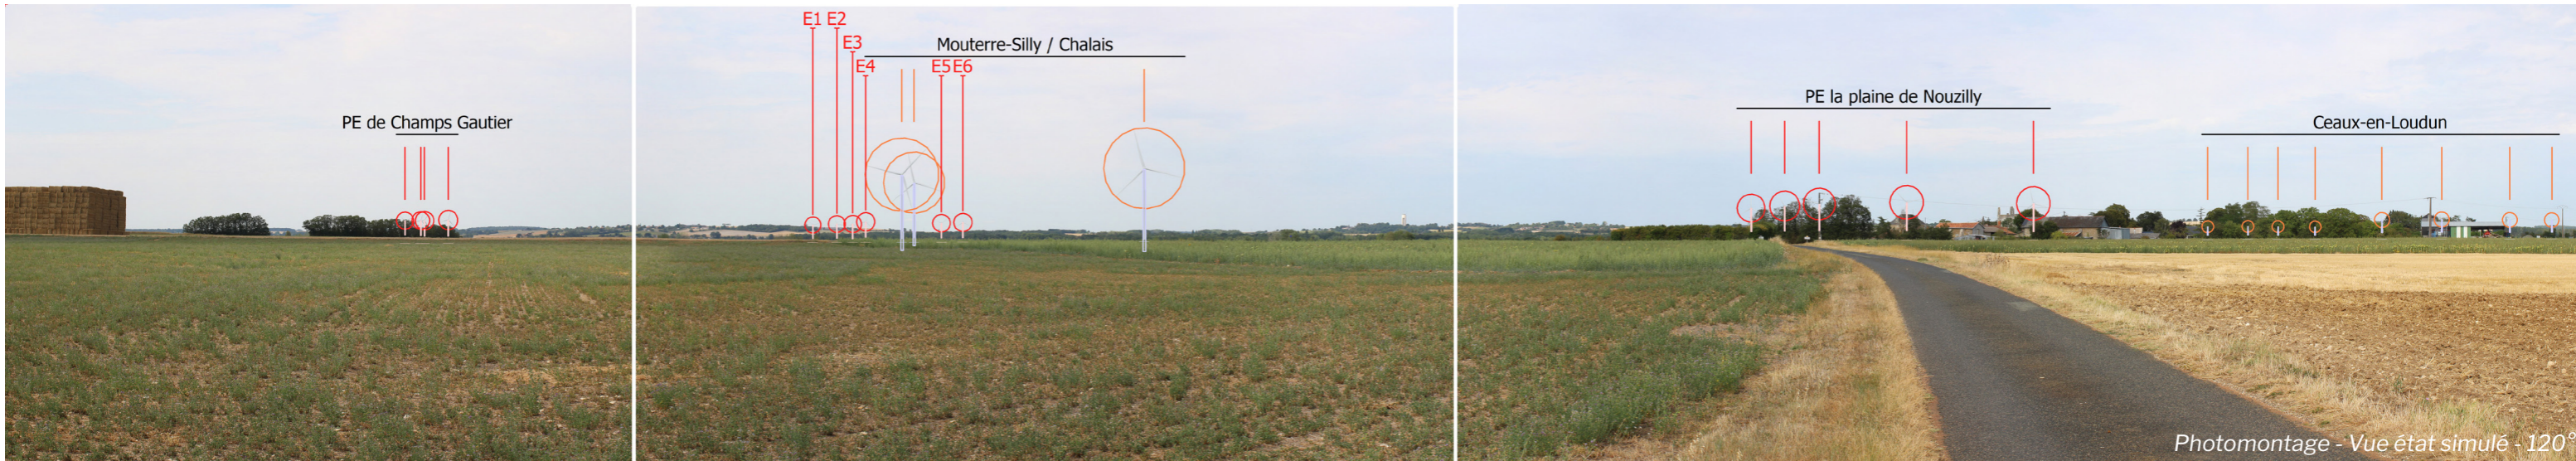 PE de Champs Gautier
E1 E2
E3
E4
Mouterre-Silly / Chalais
E5 E6
PE la plaine de Nouzilly
Ceaux-en-Loudun
Photomontage - Vue état simulé - 120°